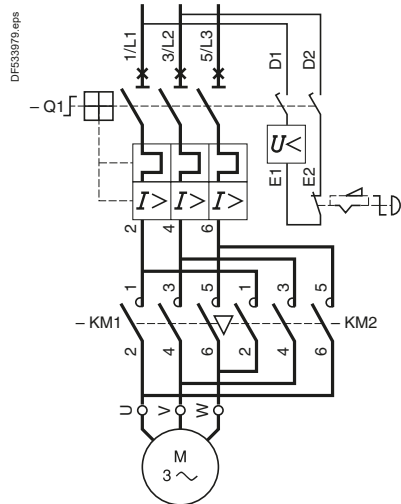 DF533979.eps
1/L1 3/L2 5/L3 D1 D2
– Q1
U<
E1 E2
I> I> I>
2 4 6
1 3 5 1 3 5
– KM1 – KM2
2 4 6 2 4 6
U V W
M
3 ~